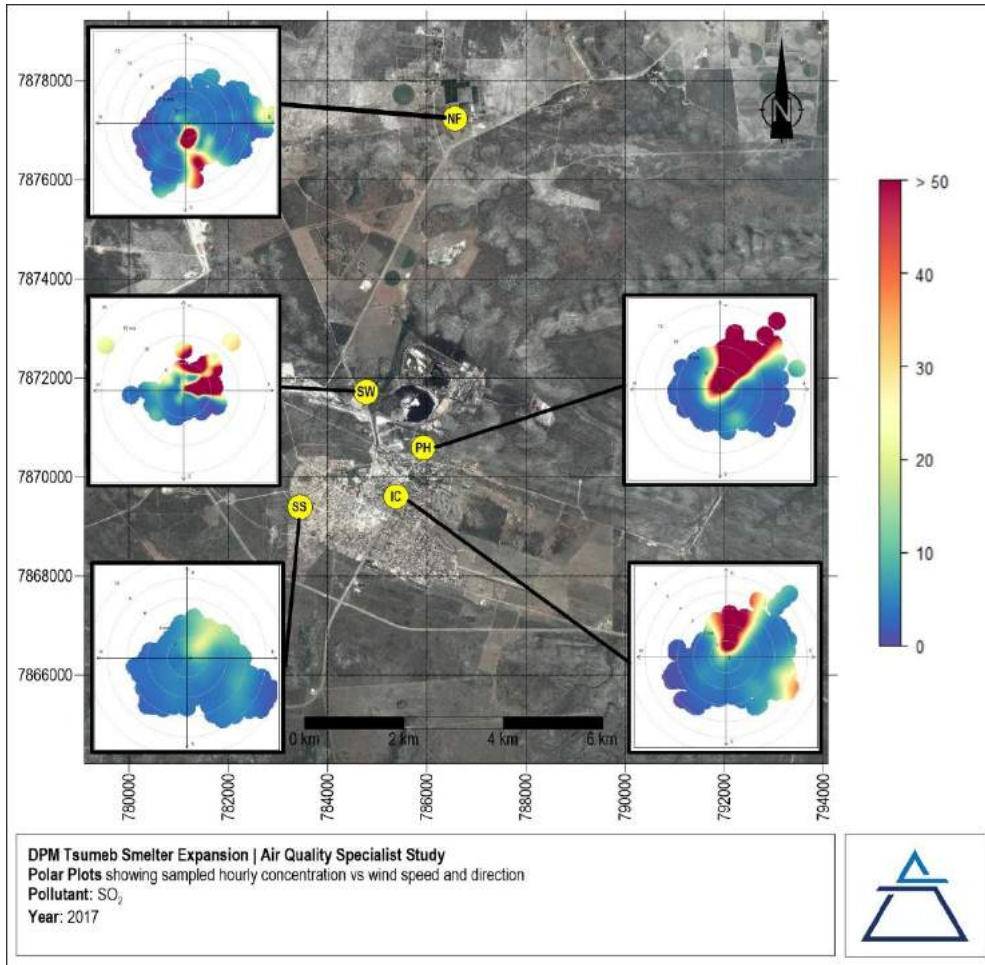 7878000
7876000
7874000
7872000
7870000
7868000
7866000
NF
SW
PH
IC
SS
N
> 50
40
30
20
10
0
0 km
2 km
4 km
6 km
780000
782000
784000
786000
788000
790000
792000
794000
DPM Tsumeb Smelter Expansion | Air Quality Specialist Study
Polar Plots showing sampled hourly concentration vs wind speed and direction
Pollutant: SO₂
Year: 2017